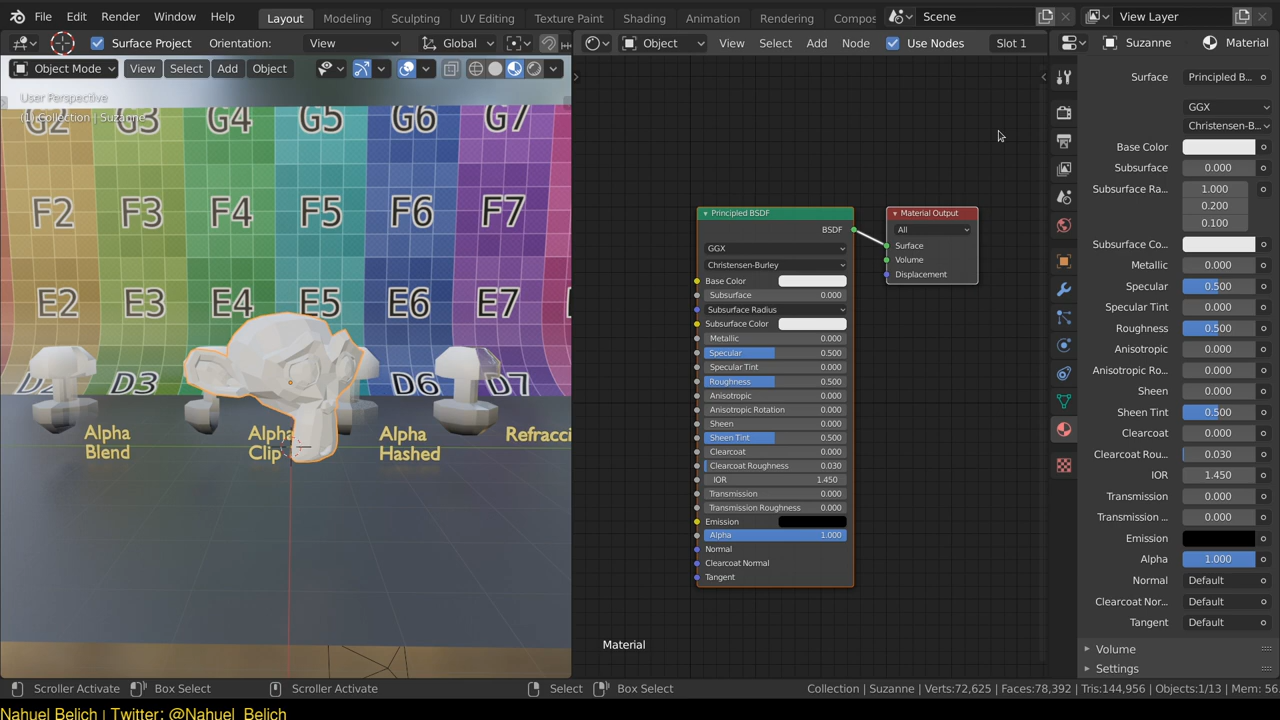 File Edit Render Window Help Layout Modeling Sculpting UV Editing Texture Paint Shading Animation Rendering Compos Scene View Layer
Surface Project Orientation: View Global Object View Select Add Node Use Nodes Slot 1 Suzanne Material
Object Mode View Select Add Object
User Perspective
(1) Collection | Suzanne
G2 G3 G4 G5 G6 G7
F2 F3 F4 F5 F6 F7
E2 E3 E4 E5 E6 E7
D2 D3 D6 D7
Alpha
Blend
Alpha
Clip
Alpha
Hashed
Refracci
Principled BSDF
BSDF
GGX
Christensen-Burley
Base Color
Subsurface 0.000
Subsurface Radius
Subsurface Color
Metallic 0.000
Specular 0.500
Specular Tint 0.000
Roughness 0.500
Anisotropic 0.000
Anisotropic Rotation 0.000
Sheen 0.000
Sheen Tint 0.500
Clearcoat 0.000
Clearcoat Roughness 0.030
IOR 1.450
Transmission 0.000
Transmission Roughness 0.000
Emission
Alpha 1.000
Normal
Clearcoat Normal
Tangent
Material Output
All
Surface
Volume
Displacement
Material
Surface Principled B...
GGX
Christensen-B...
Base Color
Subsurface 0.000
Subsurface Ra... 1.000
0.200
0.100
Subsurface Co...
Metallic 0.000
Specular 0.500
Specular Tint 0.000
Roughness 0.500
Anisotropic 0.000
Anisotropic Ro... 0.000
Sheen 0.000
Sheen Tint 0.500
Clearcoat 0.000
Clearcoat Rou... 0.030
IOR 1.450
Transmission 0.000
Transmission ... 0.000
Emission
Alpha 1.000
Normal Default
Clearcoat Nor... Default
Tangent Default
Volume
Settings
Scroller Activate Box Select Scroller Activate Select Box Select Collection | Suzanne | Verts:72,625 | Faces:78,392 | Tris:144,956 | Objects:1/13 | Mem: 56.
Nahuel Belich | Twitter: @Nahuel_Belich